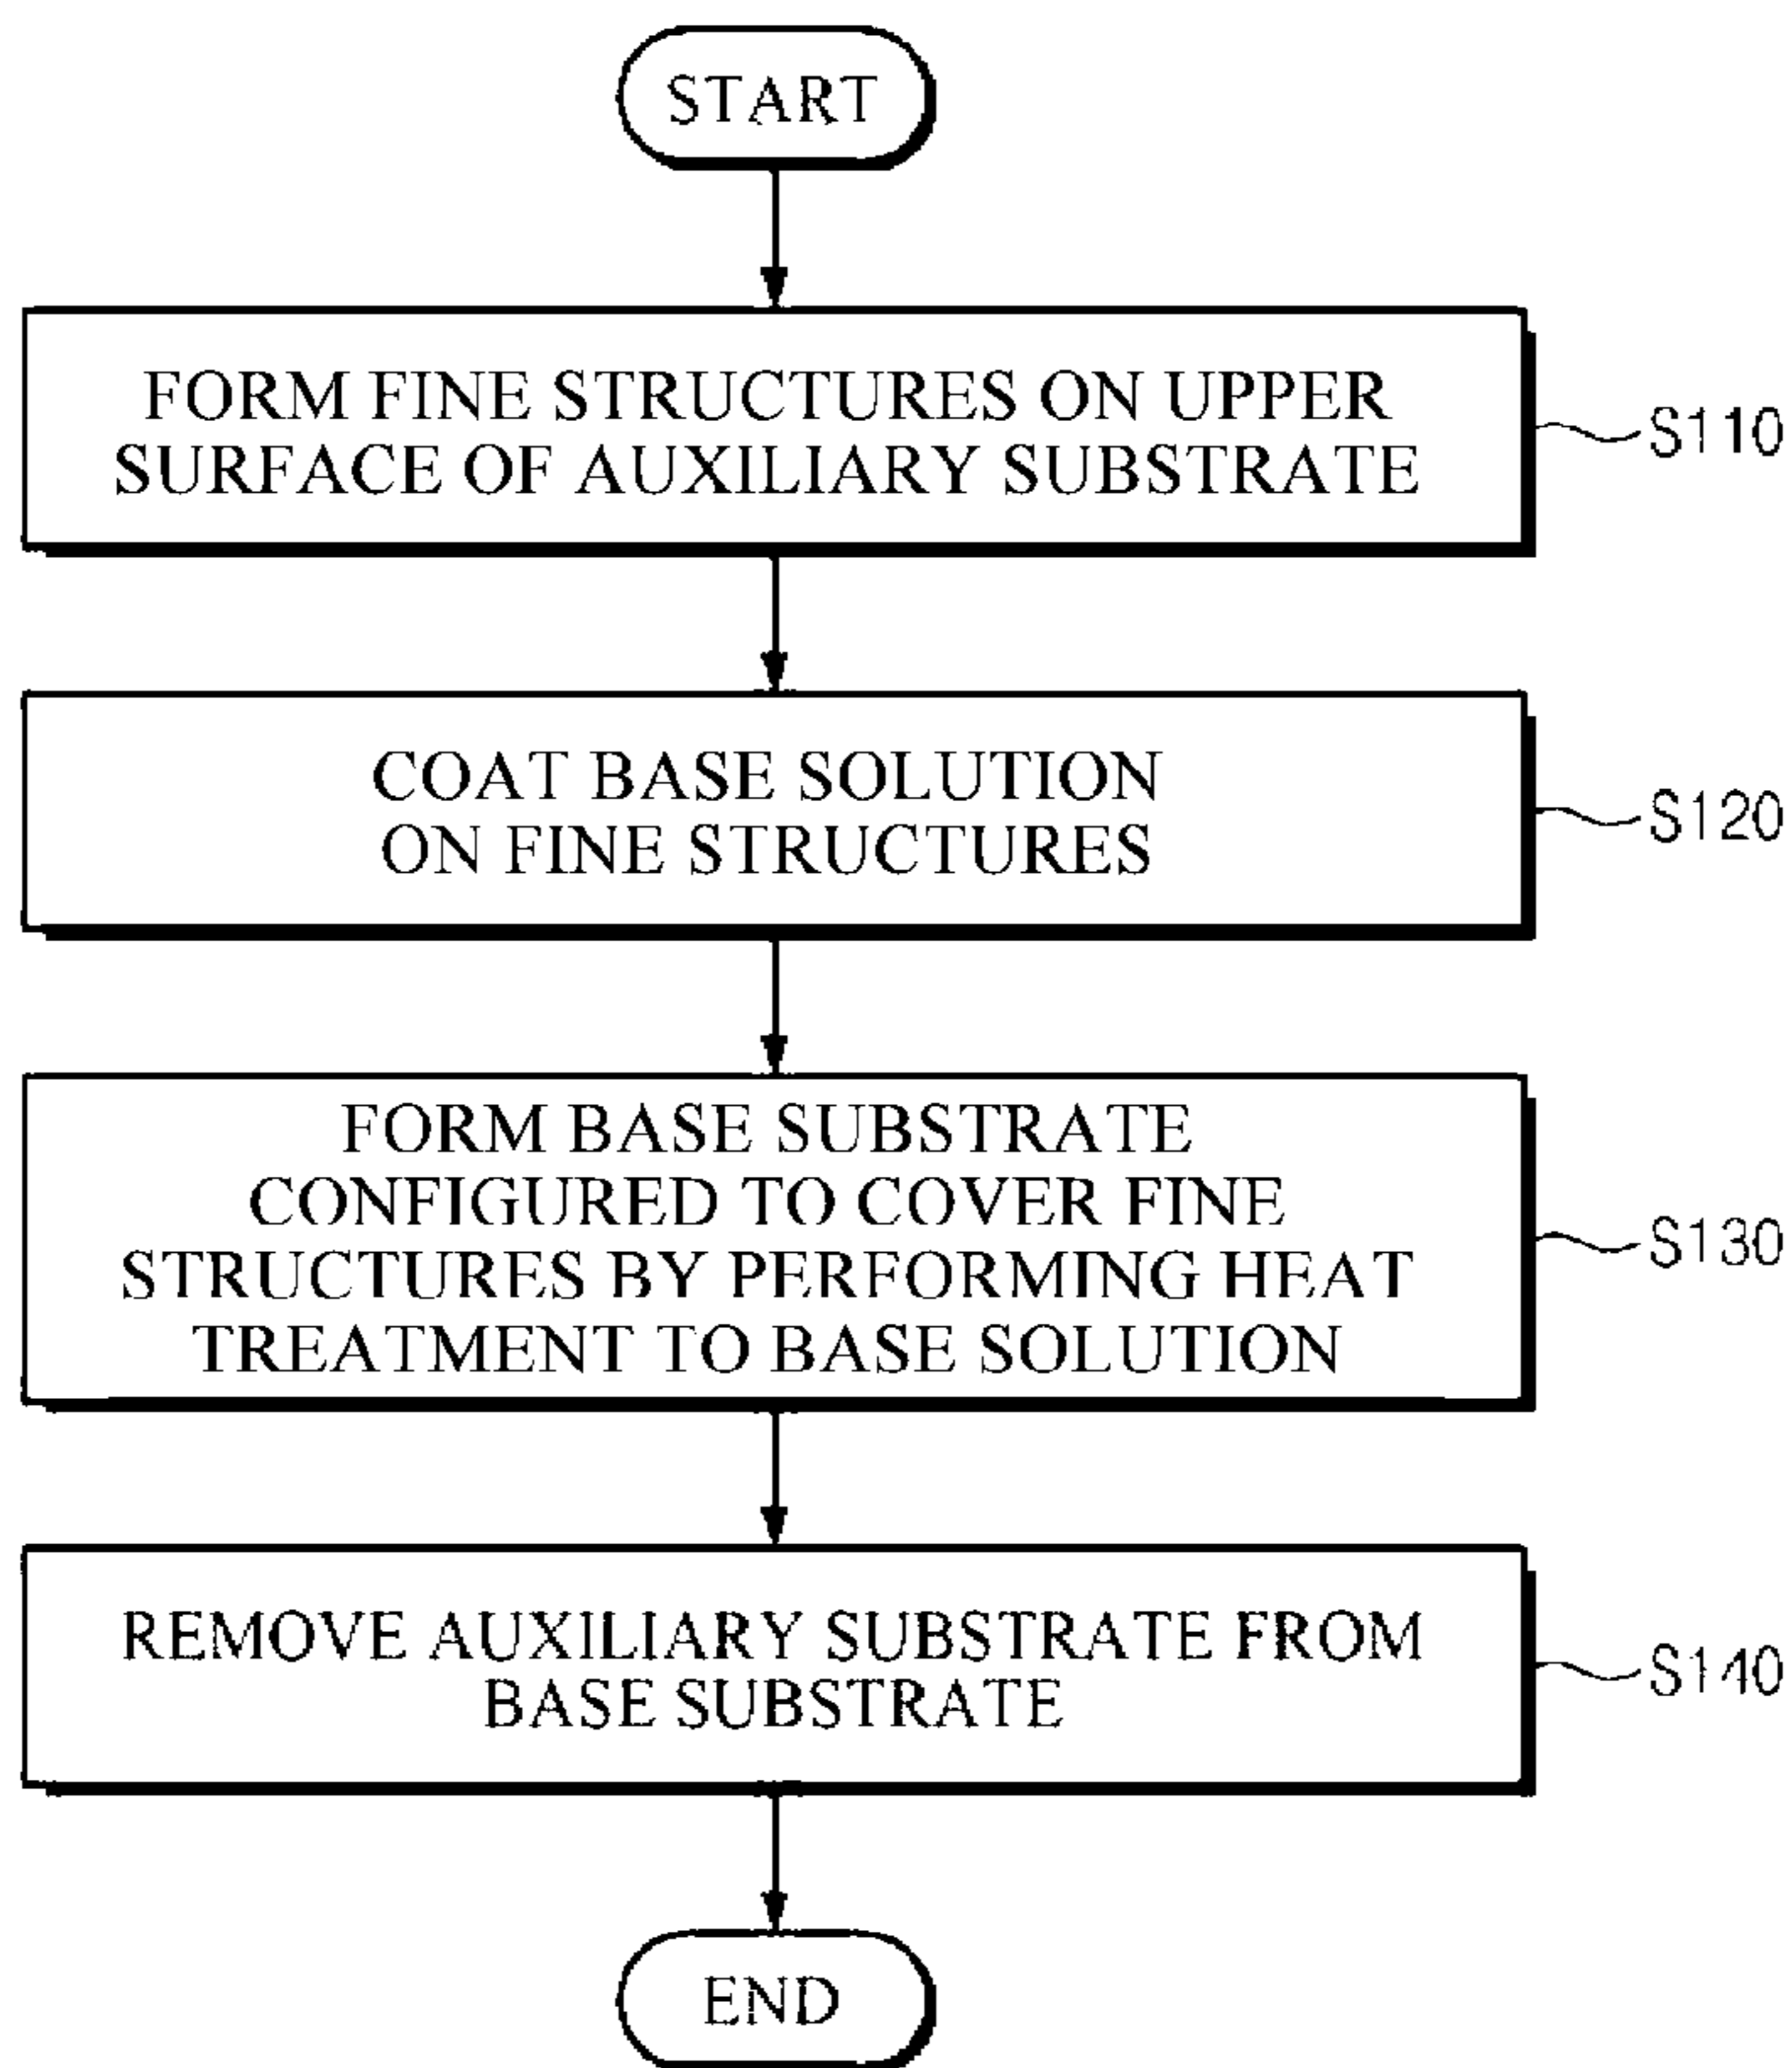 START
FORM FINE STRUCTURES ON UPPER
SURFACE OF AUXILIARY SUBSTRATE
S110
COAT BASE SOLUTION
ON FINE STRUCTURES
S120
FORM BASE SUBSTRATE
CONFIGURED TO COVER FINE
STRUCTURES BY PERFORMING HEAT
TREATMENT TO BASE SOLUTION
S130
REMOVE AUXILIARY SUBSTRATE FROM
BASE SUBSTRATE
S140
END